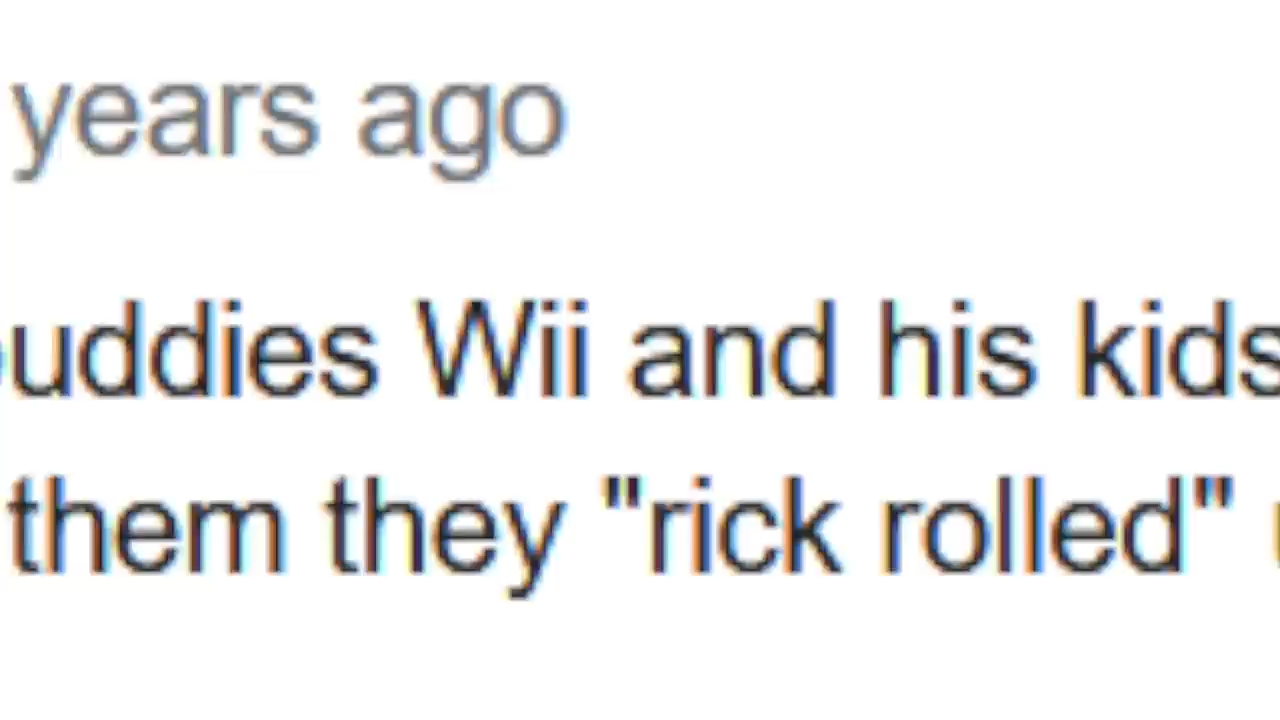 years ago
uddies Wii and his kids
them they "rick rolled"